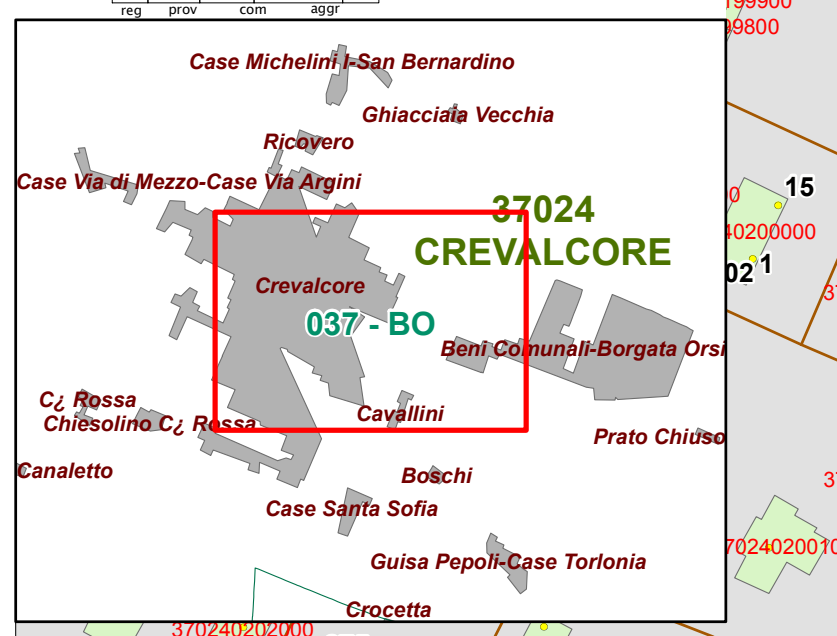 reg prov com aggr
199900
99800
Case Michelini I-San Bernardino
Ghiacciaia Vecchia
Ricovero
Case Via di Mezzo-Case Via Argini
15
37024
CREVALCORE
0
40200000
02
1
Crevalcore
037 - BO
Beni Comunali-Borgata Orsi
C¿ Rossa
Chiesolino C¿ Rossa
Cavallini
Prato Chiuso
Canaletto
Boschi
Case Santa Sofia
Guisa Pepoli-Case Torlonia
Crocetta
370240202000